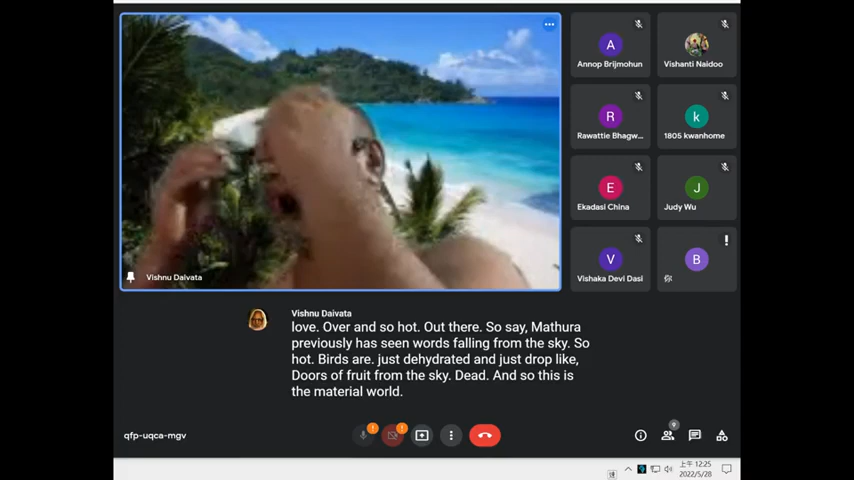 Vishnu Daivata
A
Annop Brijmohun
Vishanti Naidoo
R
Rawattie Bhagw...
k
1805 kwanhome
E
Ekadasi China
J
Judy Wu
V
Vishaka Devi Dasi
B
你
Vishnu Daivata
love. Over and so hot. Out there. So say, Mathura
previously has seen words falling from the sky. So
hot. Birds are. just dehydrated and just drop like,
Doors of fruit from the sky. Dead. And so this is
the material world.
qfp-uqca-mgv
9
上午 12:25
2022/5/28